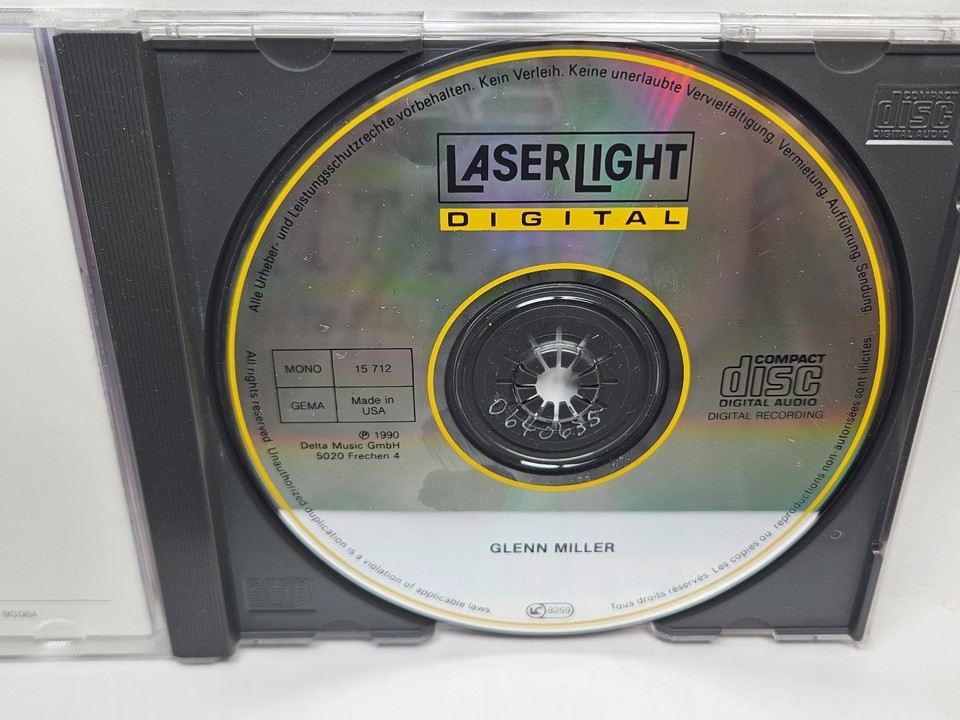 Alle Urheber- und Leistungsschutzrechte vorbehalten. Kein Verleih. Keine unerlaubte Vervielfältigung, Vermietung, Aufführung, Sendung.
LASERLIGHT
DIGITAL
COMPACT
disc
DIGITAL AUDIO
MONO 15 712
GEMA Made in USA
℗ 1990
Delta Music GmbH
5020 Frechen 4
COMPACT
disc
DIGITAL AUDIO
DIGITAL RECORDING
0640635
GLENN MILLER
All rights reserved. Unauthorized duplication is a violation of applicable laws.
LC 8259
Tous droits réservés. Les copies ou reproductions non-autorisées sont illicites.